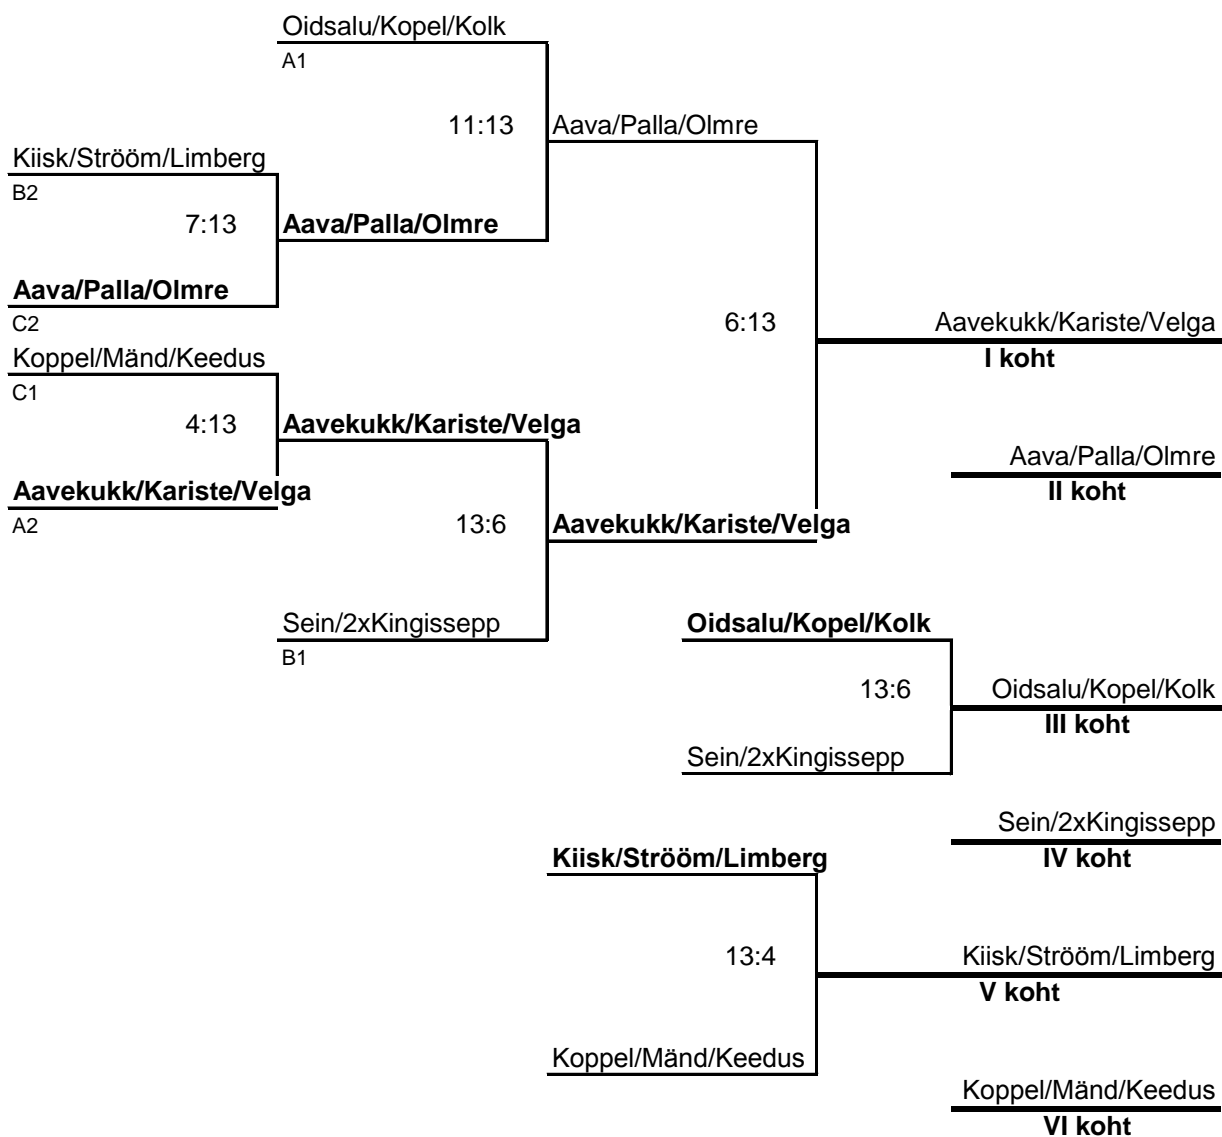 Oidsalu/Kopel/Kolk
A1
11:13
Aava/Palla/Olmre
Kiisk/Strööm/Limberg
B2
7:13
Aava/Palla/Olmre
Aava/Palla/Olmre
C2
6:13
Aavekukk/Kariste/Velga
Koppel/Mänd/Keedus
I koht
C1
4:13
Aavekukk/Kariste/Velga
Aava/Palla/Olmre
Aavekukk/Kariste/Velga
II koht
A2
13:6
Aavekukk/Kariste/Velga
Sein/2xKingissepp
Oidsalu/Kopel/Kolk
B1
13:6
Oidsalu/Kopel/Kolk
III koht
Sein/2xKingissepp
Sein/2xKingissepp
Kiisk/Strööm/Limberg
IV koht
13:4
Kiisk/Strööm/Limberg
V koht
Koppel/Mänd/Keedus
Koppel/Mänd/Keedus
VI koht